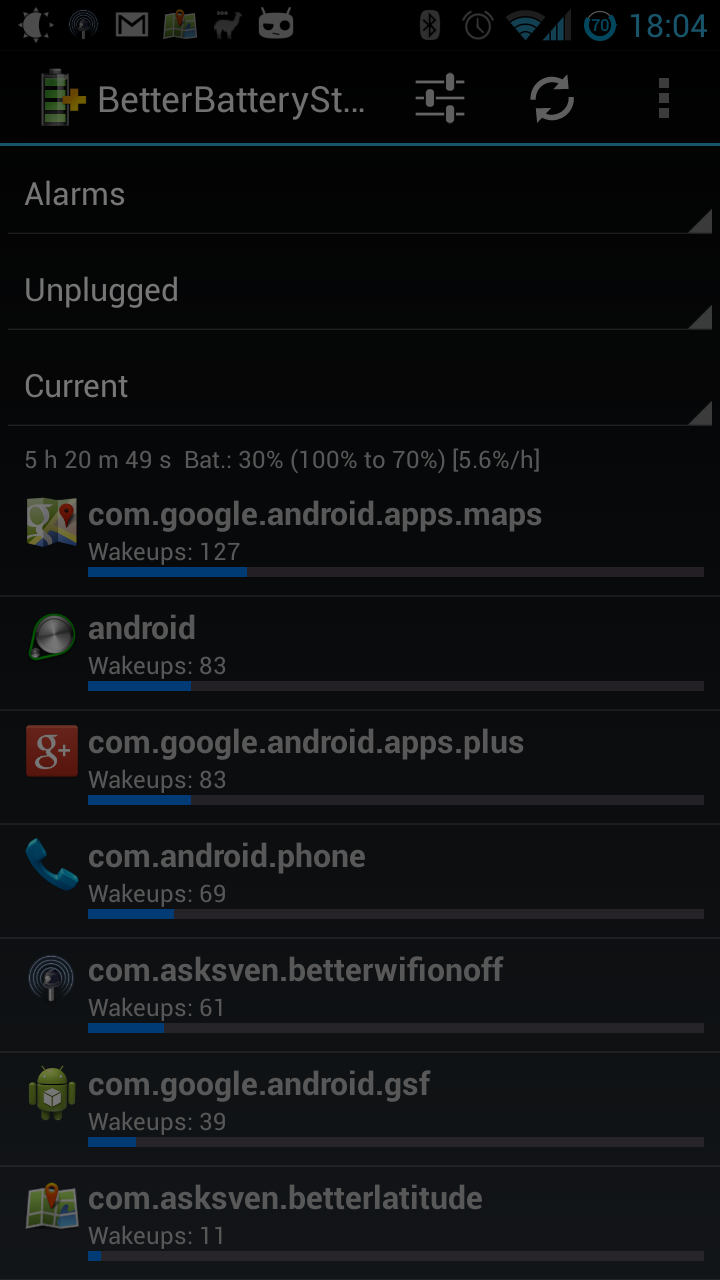 70 18:04
BetterBatterySt...
Alarms
Unplugged
Current
5 h 20 m 49 s Bat.: 30% (100% to 70%) [5.6%/h]
com.google.android.apps.maps
Wakeups: 127
android
Wakeups: 83
g+
com.google.android.apps.plus
Wakeups: 83
com.android.phone
Wakeups: 69
com.asksven.betterwifionoff
Wakeups: 61
com.google.android.gsf
Wakeups: 39
com.asksven.betterlatitude
Wakeups: 11